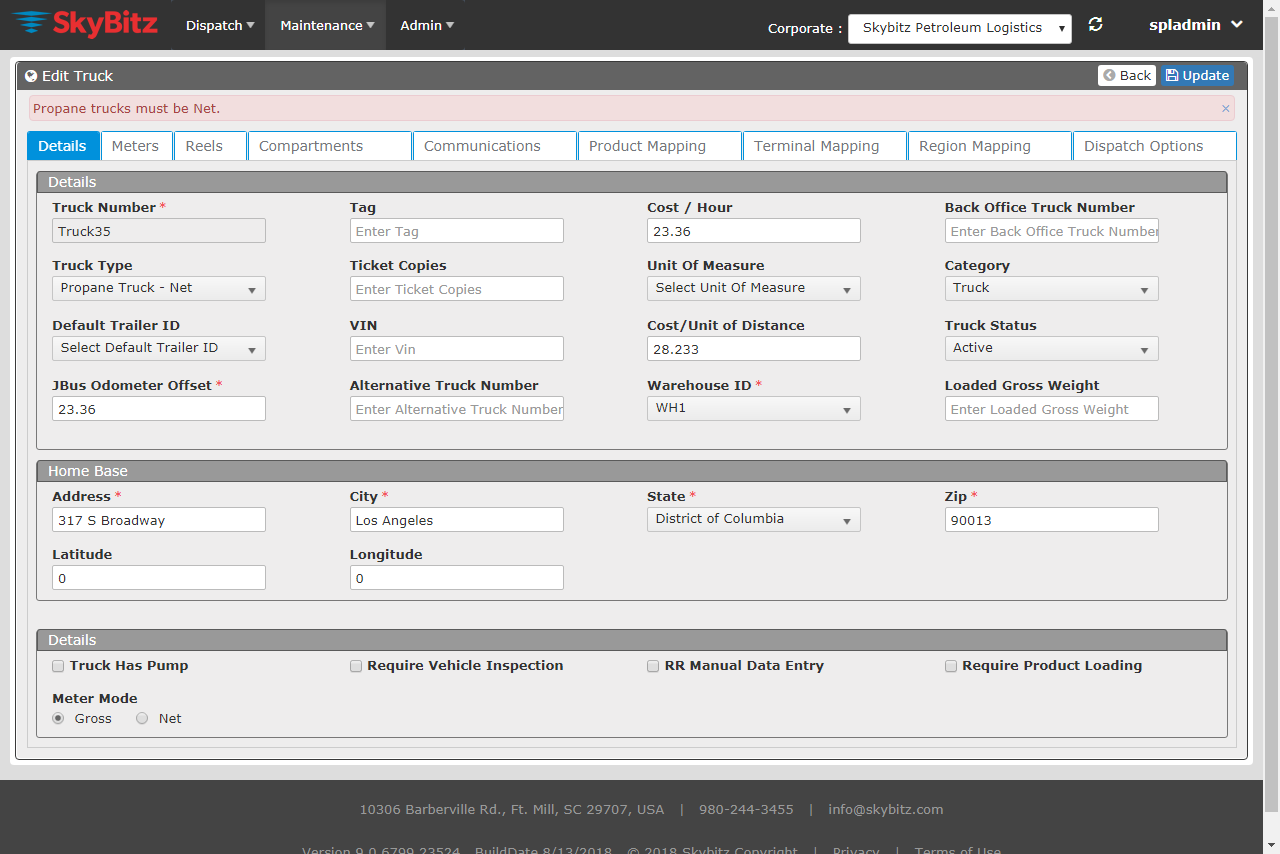 SkyBitz Dispatch Maintenance Admin Corporate : Skybitz Petroleum Logistics spladmin
Edit Truck Back Update
Propane trucks must be Net. ×
Details Meters Reels Compartments Communications Product Mapping Terminal Mapping Region Mapping Dispatch Options
Details
Truck Number * Tag Cost / Hour Back Office Truck Number
Truck35 Enter Tag 23.36 Enter Back Office Truck Number
Truck Type Ticket Copies Unit Of Measure Category
Propane Truck - Net Enter Ticket Copies Select Unit Of Measure Truck
Default Trailer ID VIN Cost/Unit of Distance Truck Status
Select Default Trailer ID Enter Vin 28.233 Active
JBus Odometer Offset * Alternative Truck Number Warehouse ID * Loaded Gross Weight
23.36 Enter Alternative Truck Number WH1 Enter Loaded Gross Weight
Home Base
Address * City * State * Zip *
317 S Broadway Los Angeles District of Columbia 90013
Latitude Longitude
0 0
Details
Truck Has Pump Require Vehicle Inspection RR Manual Data Entry Require Product Loading
Meter Mode
Gross Net
10306 Barberville Rd., Ft. Mill, SC 29707, USA | 980-244-3455 | info@skybitz.com
Version 9.0.6799.23524 BuildDate 8/13/2018 © 2018 Skybitz Copyright | Privacy | Terms of Use